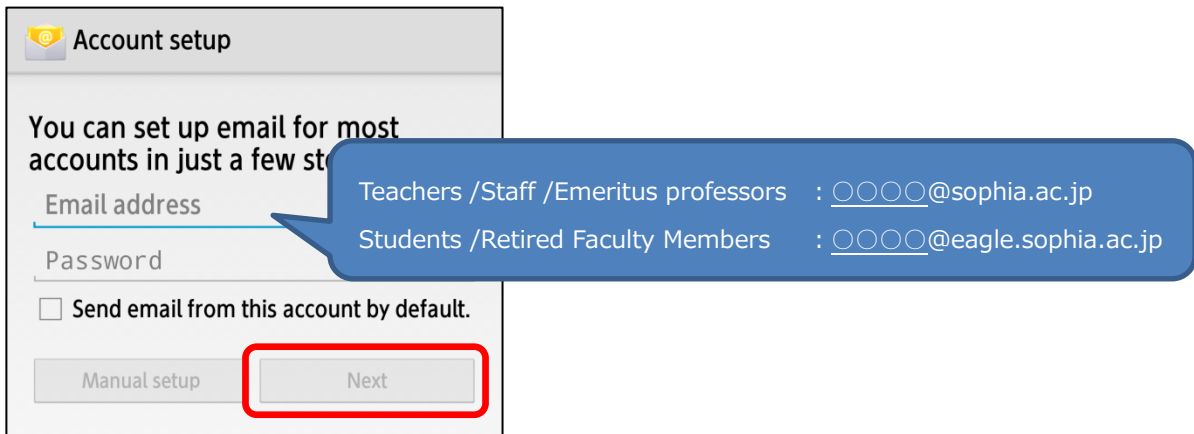 Account setup
You can set up email for most
accounts in just a few st
Email address
Password
Teachers /Staff /Emeritus professors : ○○○○@sophia.ac.jp
Students /Retired Faculty Members : ○○○○@eagle.sophia.ac.jp
Send email from this account by default.
Manual setup Next